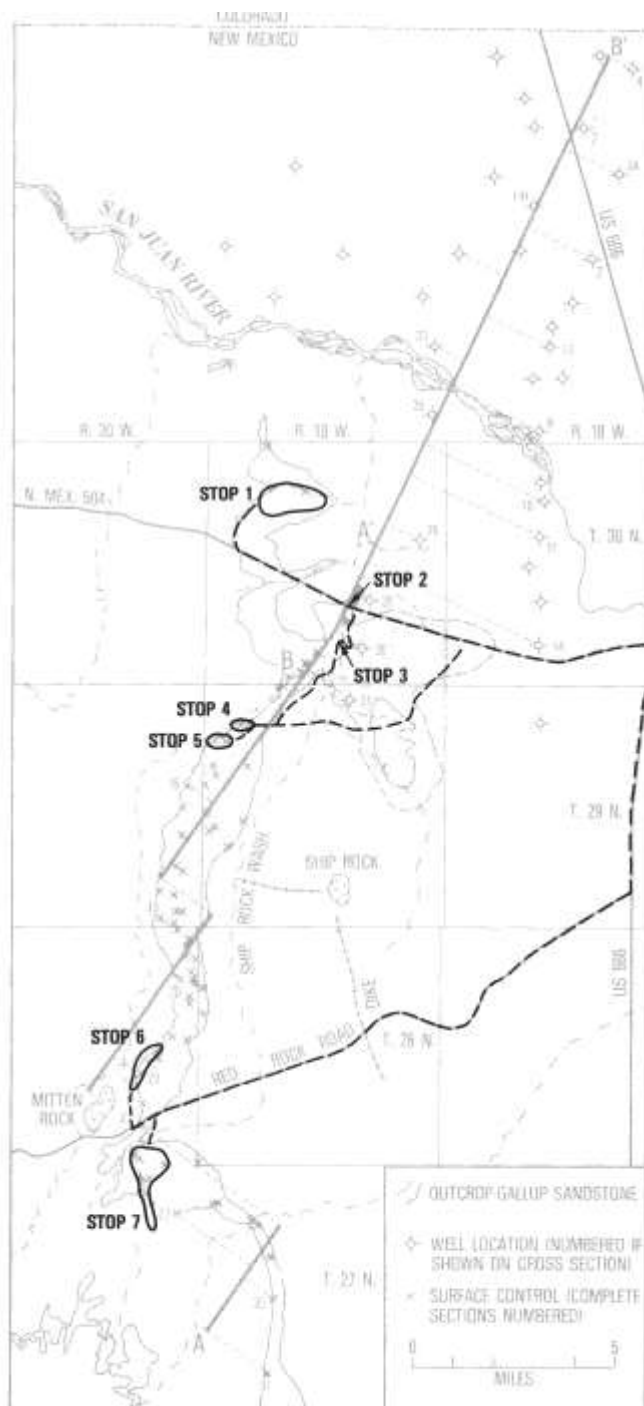 COLORADO
NEW MEXICO
B'
US 666
SAN JUAN RIVER
R. 19 W.
R. 18 W.
N. MEX. 504
STOP 1
T. 30 N.
A'
STOP 2
B
STOP 3
STOP 4
STOP 5
T. 29 N.
SHIP ROCK
SHIP ROCK WASH
US 666
DIKE
STOP 6
T. 28 N.
RED ROCK ROAD
MITTEN
ROCK
STOP 7
T. 27 N.
A
OUTCROP GALLUP SANDSTONE
WELL LOCATION (NUMBERED IF
SHOWN ON CROSS SECTION)
SURFACE CONTROL (COMPLETE
SECTIONS NUMBERED)
0 5
MILES